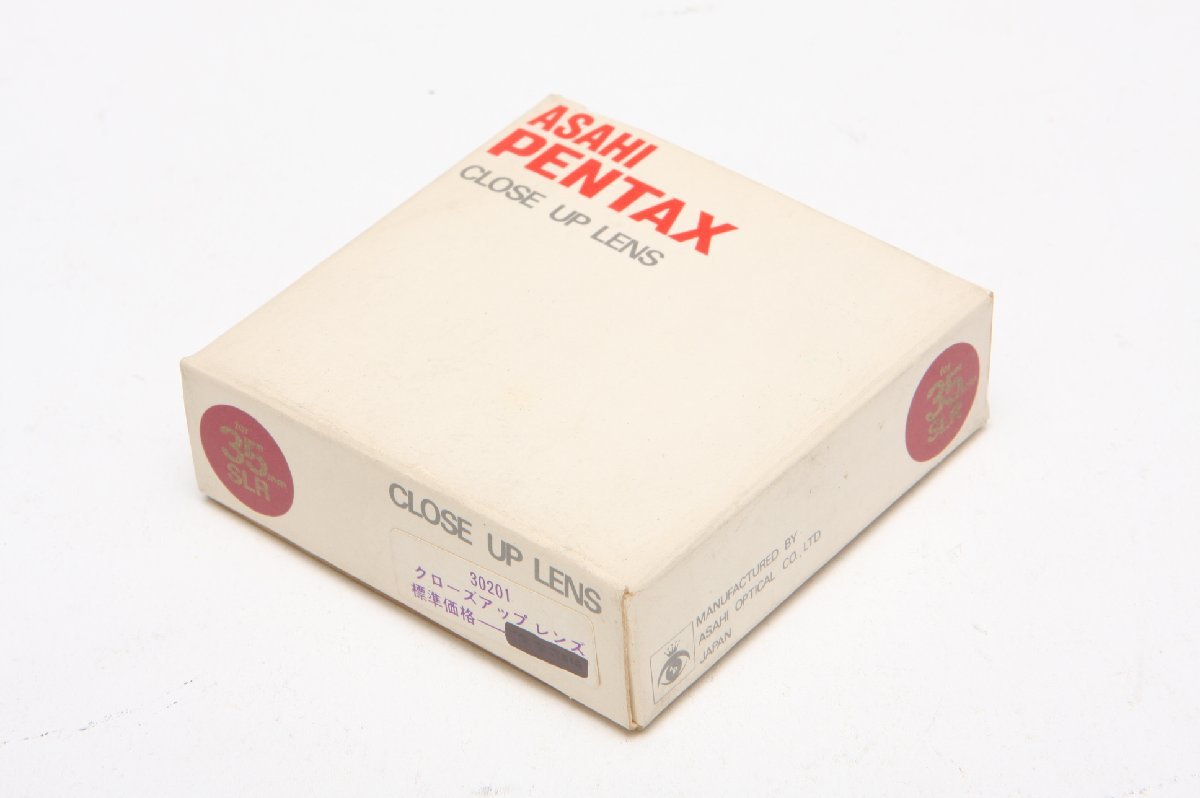 ASAHI
PENTAX
CLOSE UP LENS
for
35mm
SLR
CLOSE UP LENS
30201
クローズアップレンズ
標準価格—
for
35mm
SLR
MANUFACTURED BY
ASAHI OPTICAL CO., LTD
JAPAN